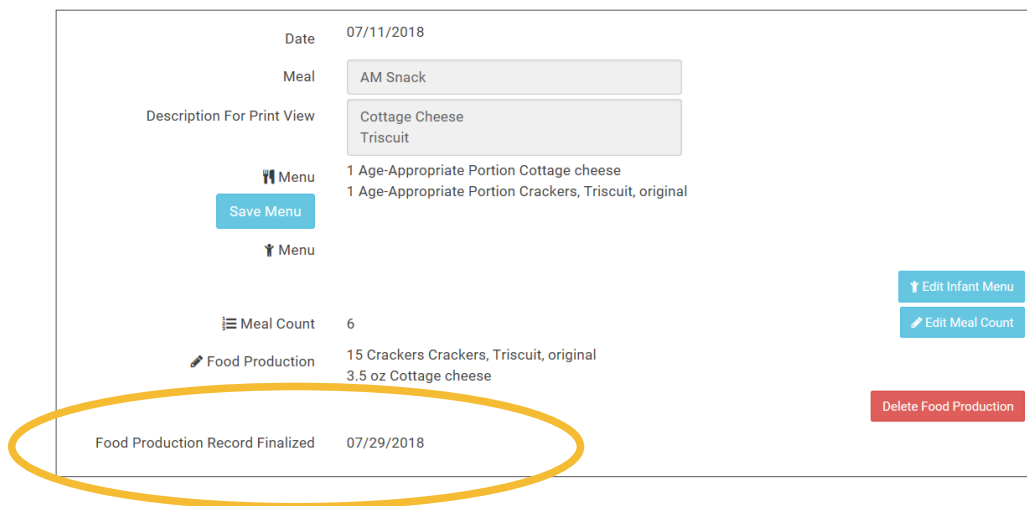 Date 07/11/2018
Meal AM Snack
Description For Print View Cottage Cheese
Triscuit
Menu 1 Age-Appropriate Portion Cottage cheese
1 Age-Appropriate Portion Crackers, Triscuit, original
Save Menu
Menu
Edit Infant Menu
Meal Count 6 Edit Meal Count
Food Production 15 Crackers Crackers, Triscuit, original
3.5 oz Cottage cheese
Delete Food Production
Food Production Record Finalized 07/29/2018